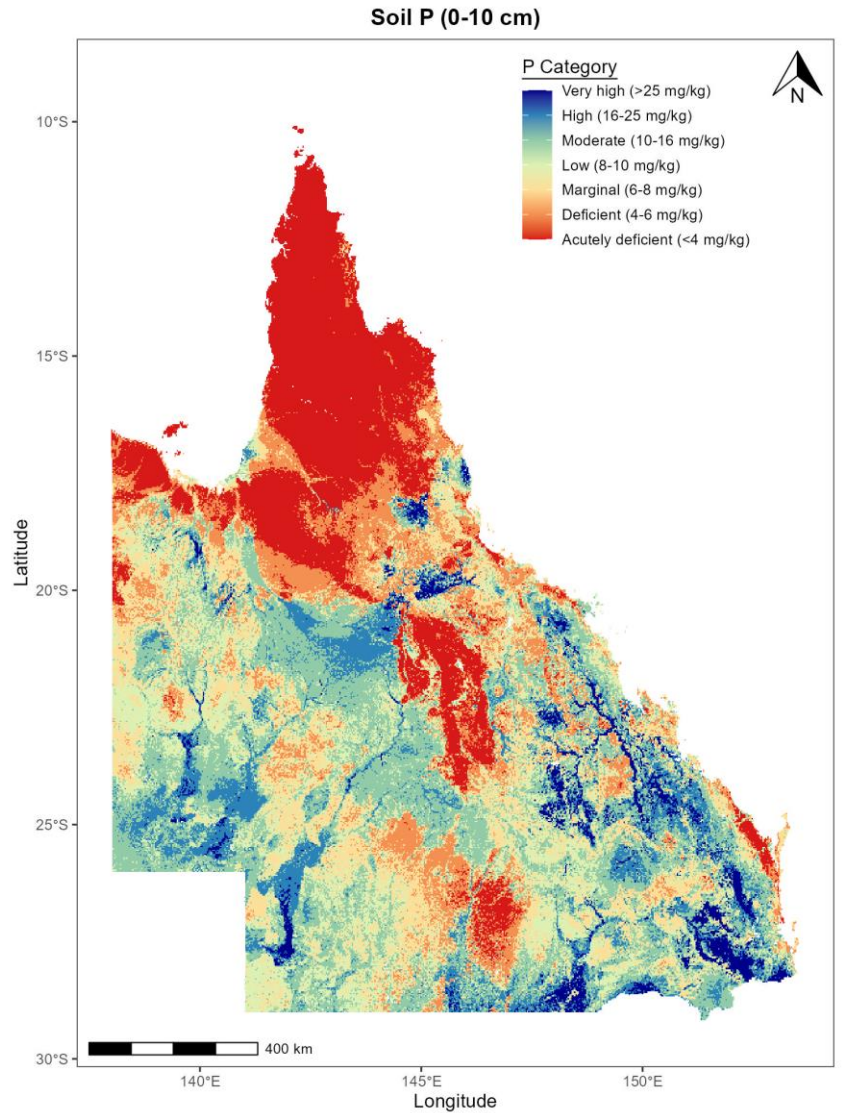 Soil P (0-10 cm)
P Category
Very high (>25 mg/kg)
High (16-25 mg/kg)
Moderate (10-16 mg/kg)
Low (8-10 mg/kg)
Marginal (6-8 mg/kg)
Deficient (4-6 mg/kg)
Acutely deficient (<4 mg/kg)
N
10°S
15°S
20°S
25°S
30°S
Latitude
400 km
140°E
145°E
150°E
Longitude